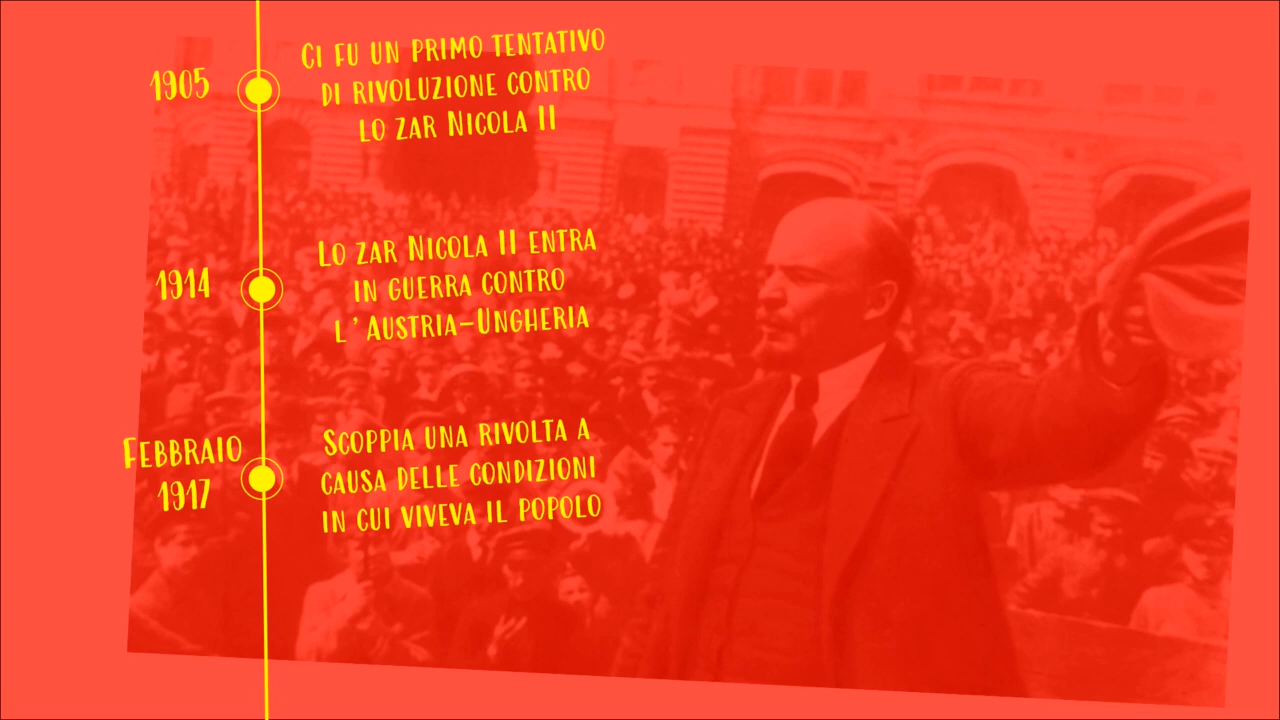 1905
Ci fu un primo tentativo
di rivoluzione contro
lo zar Nicola II
1914
Lo zar Nicola II entra
in guerra contro
l'Austria-Ungheria
Febbraio
1917
Scoppia una rivolta a
causa delle condizioni
in cui viveva il popolo